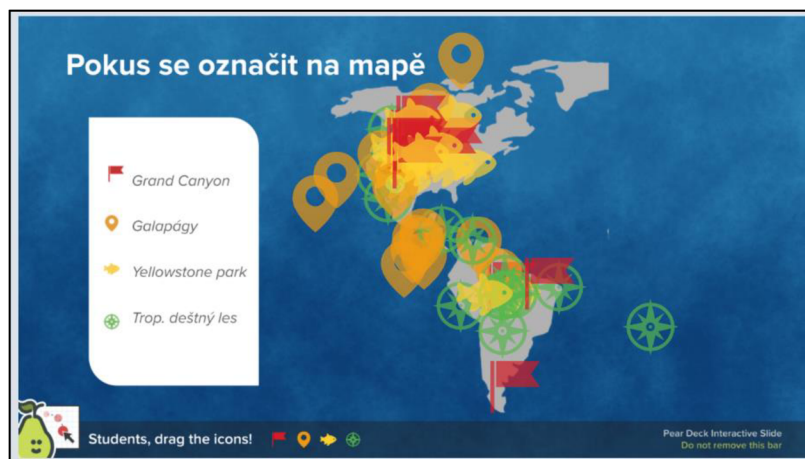 Pokus se označit na mapě
Grand Canyon
Galapágy
Yellowstone park
Trop. deštný les
Students, drag the icons!
Pear Deck Interactive Slide
Do not remove this bar